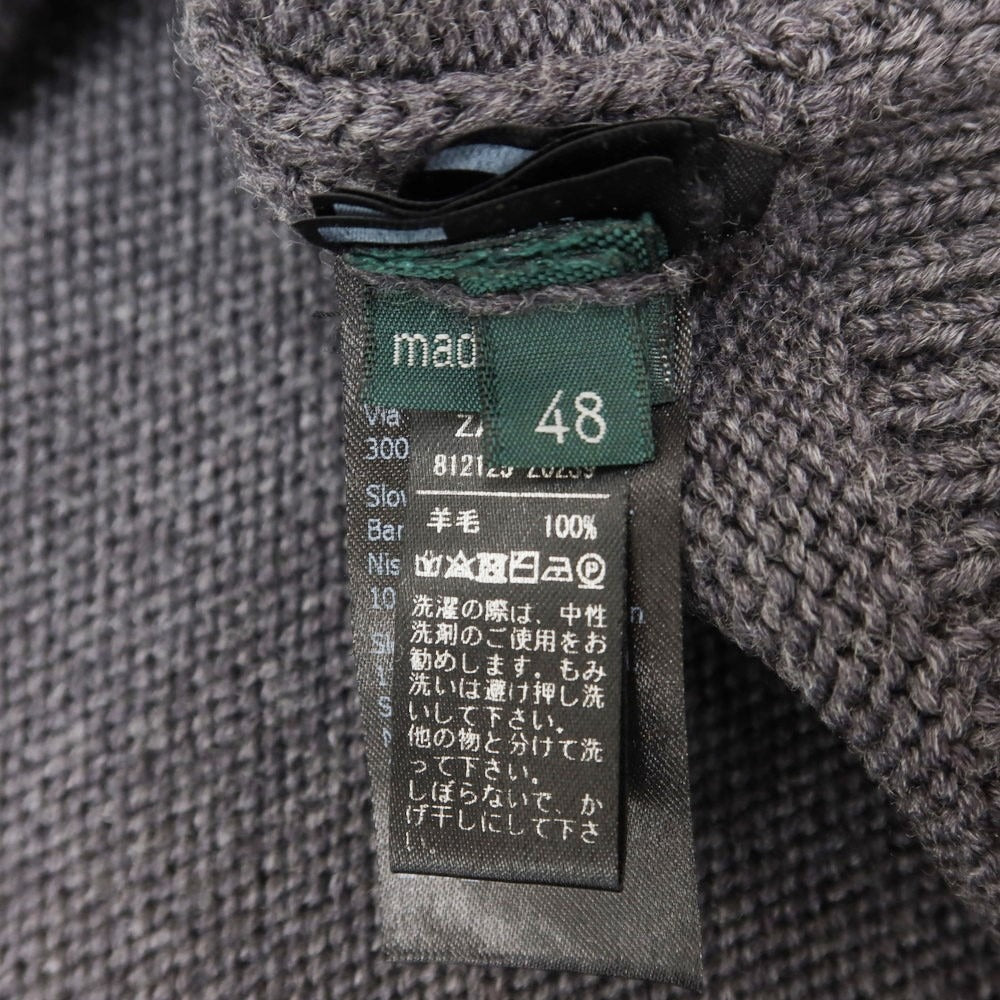 mad
48
Via
300
812125 20239
羊毛 100%
Bar
Nis
10
n
洗濯の際は、中性
洗剤のご使用をお
勧めします。もみ
洗いは避け押し洗
いして下さい。
他の物と分けて洗
って下さい。
しぼらないで、か
げ干しにして下さ
い。